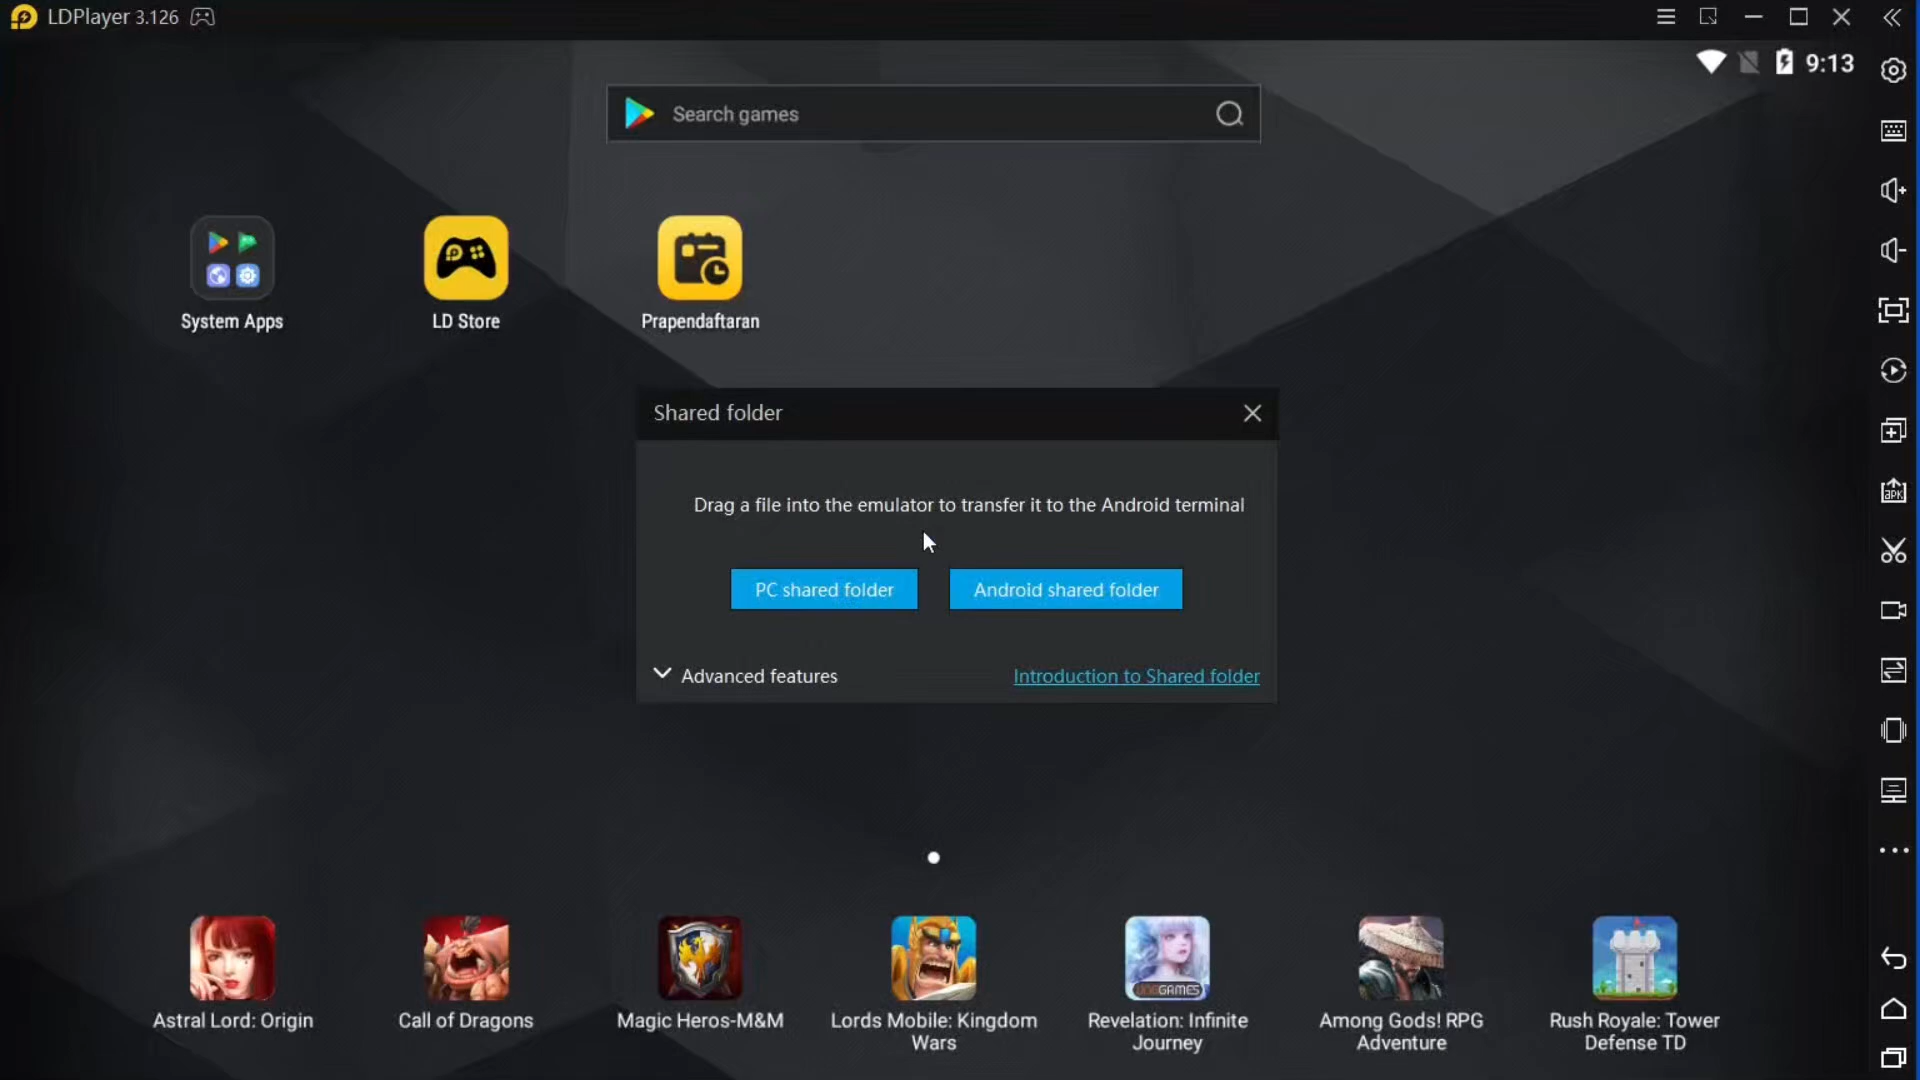 LDPlayer 3.126
9:13
Search games
System Apps
LD Store
Prapendaftaran
Shared folder
Drag a file into the emulator to transfer it to the Android terminal
PC shared folder
Android shared folder
Advanced features
Introduction to Shared folder
APK
GAMES
Astral Lord: Origin
Call of Dragons
Magic Heros-M&M
Lords Mobile: Kingdom
Wars
Revelation: Infinite
Journey
Among Gods! RPG
Adventure
Rush Royale: Tower
Defense TD